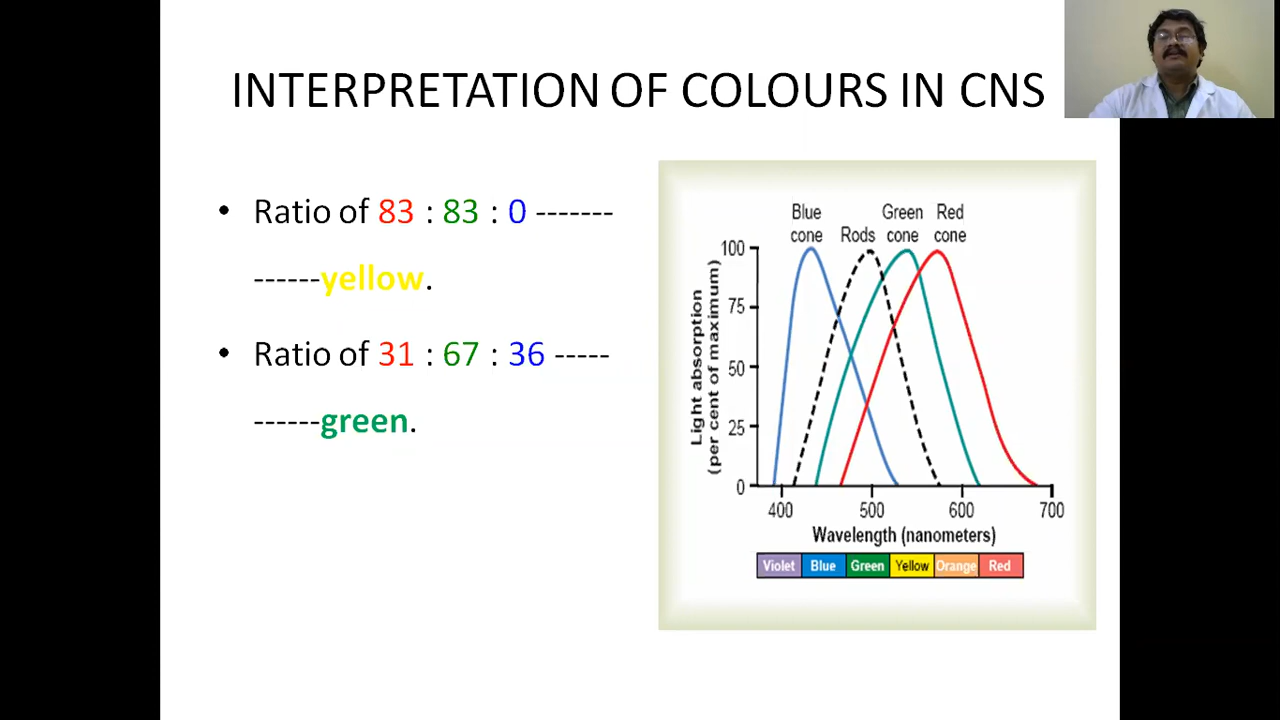 INTERPRETATION OF COLOURS IN CNS
• Ratio of 83 : 83 : 0 -------
------yellow.
• Ratio of 31 : 67 : 36 -----
------green.
Blue cone
Rods
Green cone
Red cone
Light absorption
(per cent of maximum)
100
75
50
25
0
400 500 600 700
Wavelength (nanometers)
Violet Blue Green Yellow Orange Red